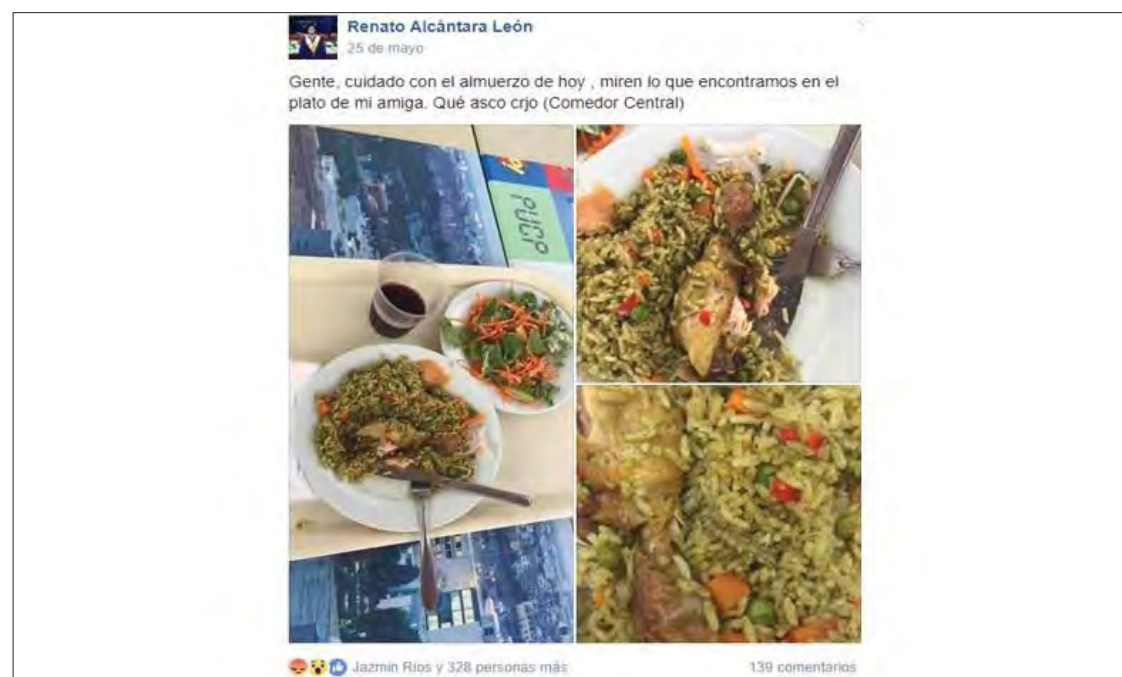 Renato Alcántara León
25 de mayo
Gente, cuidado con el almuerzo de hoy , miren lo que encontramos en el
plato de mi amiga. Qué asco crjo (Comedor Central)
PUCP
Jazmin Rios y 328 personas más
139 comentarios